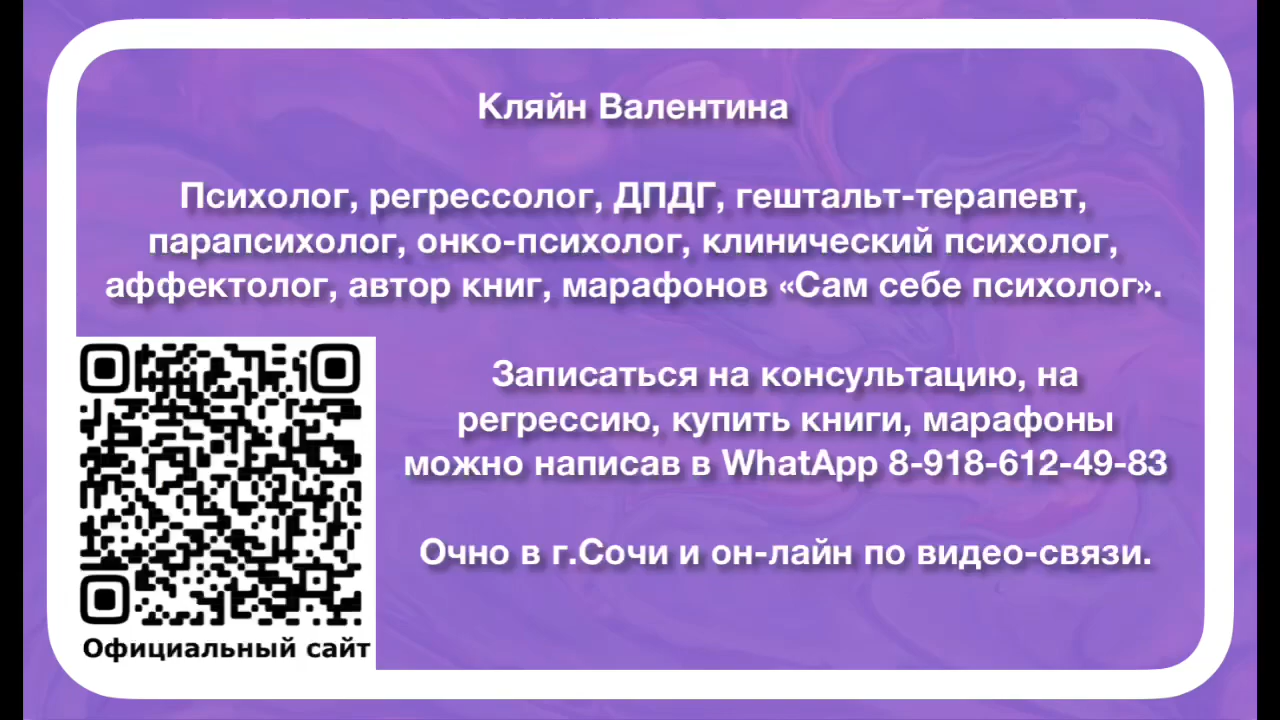 Кляйн Валентина
Психолог, регрессолог, ДПДГ, гештальт-терапевт,
парапсихолог, онко-психолог, клинический психолог,
аффектолог, автор книг, марафонов «Сам себе психолог».
Записаться на консультацию, на
регрессию, купить книги, марафоны
можно написав в WhatApp 8-918-612-49-83
Очно в г.Сочи и он-лайн по видео-связи.
Официальный сайт